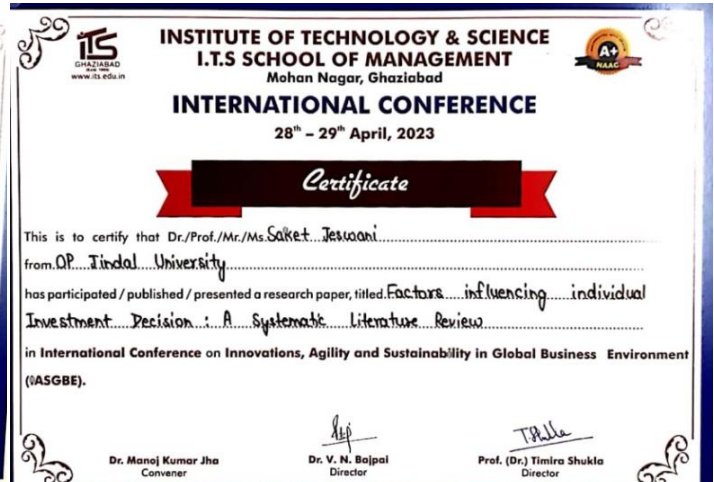 ITS
GHAZIABAD
www.its.edu.in
INSTITUTE OF TECHNOLOGY & SCIENCE
I.T.S SCHOOL OF MANAGEMENT
Mohan Nagar, Ghaziabad
A+
NAAC
INTERNATIONAL CONFERENCE
28th – 29th April, 2023
Certificate
This is to certify that Dr./Prof./Mr./Ms. Saket Jeswani
from OP Jindal University
has participated / published / presented a research paper, titled Factors influencing individual
Investment Decision : A Systematic Literature Review
in International Conference on Innovations, Agility and Sustainability in Global Business Environment
(IASGBE).
T.Shukla
Dr. Manoj Kumar Jha
Convener
Dr. V. N. Bajpai
Director
Prof. (Dr.) Timira Shukla
Director